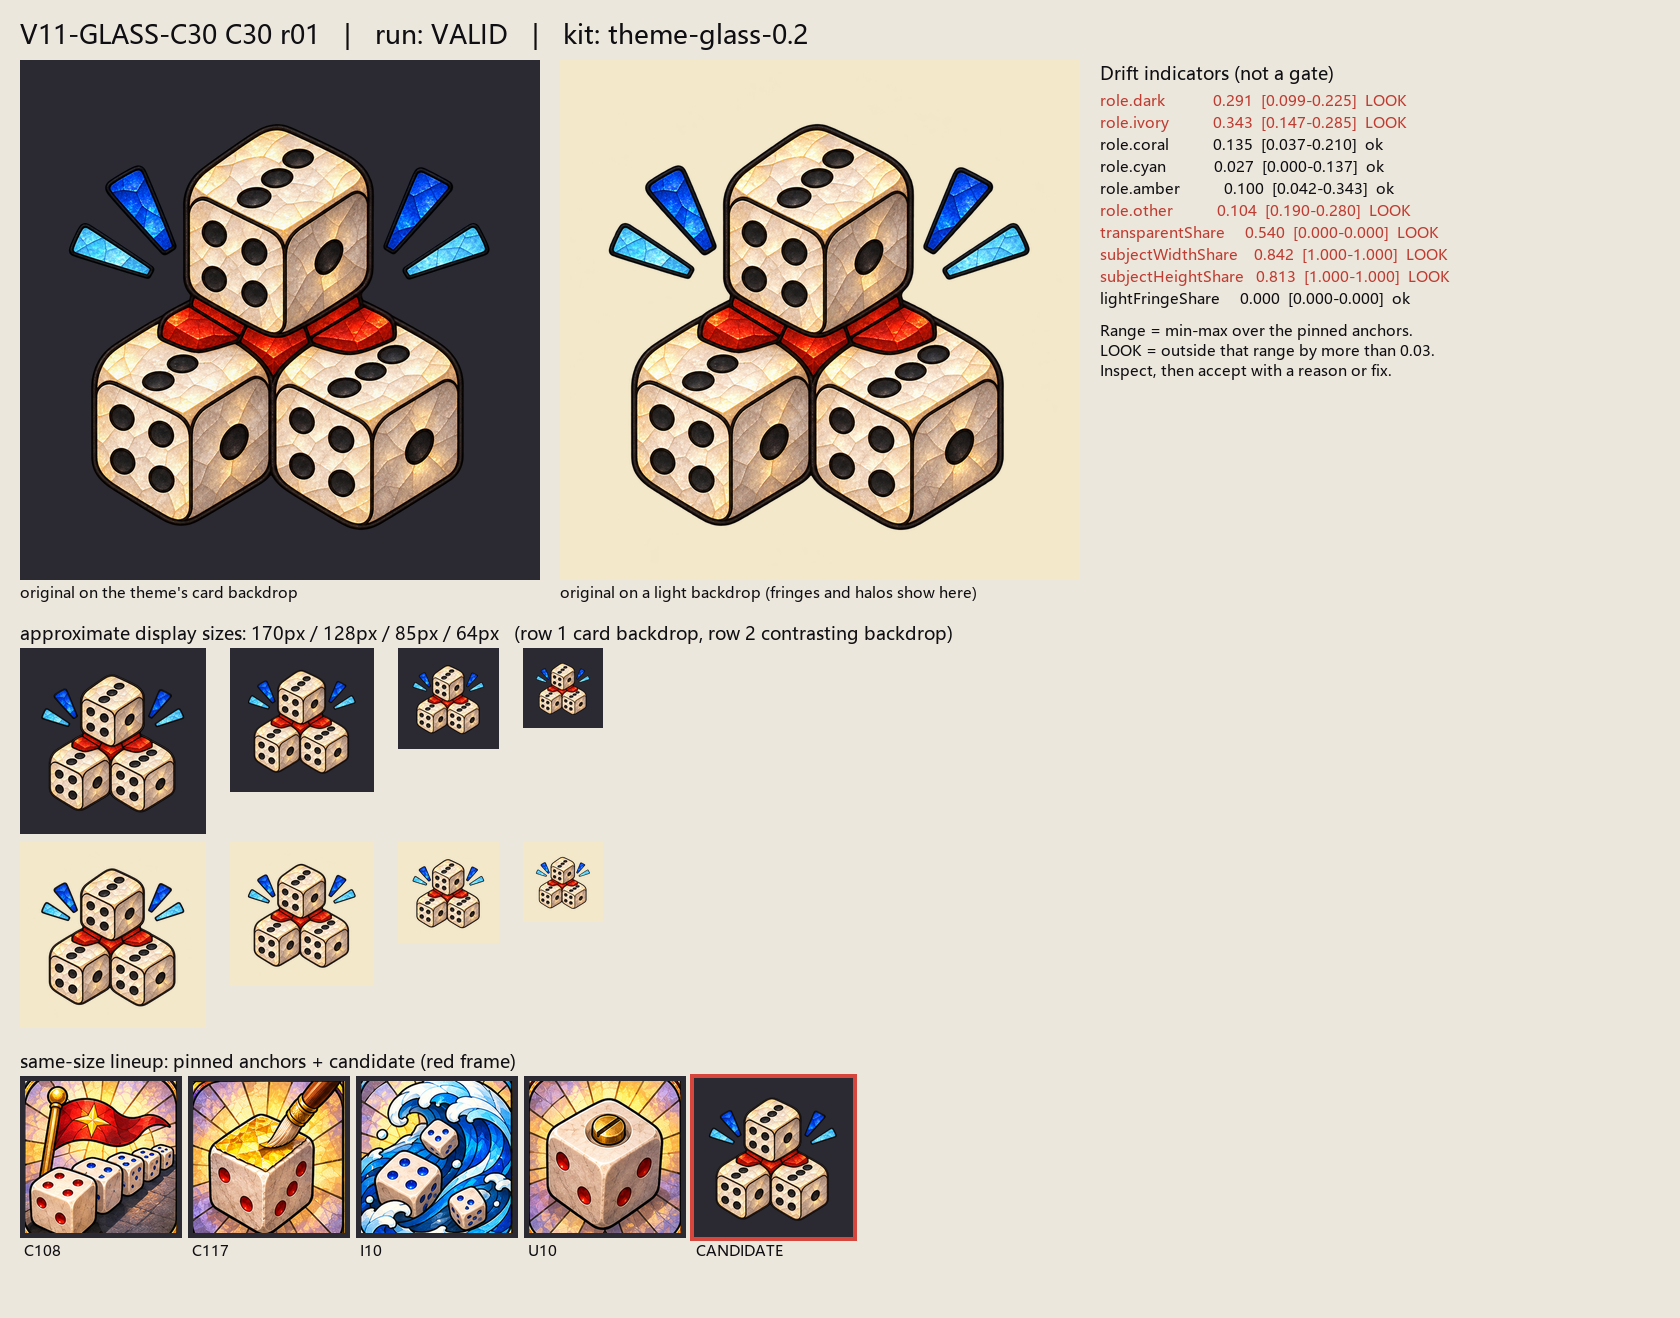 V11-GLASS-C30 C30 r01 | run: VALID | kit: theme-glass-0.2
Drift indicators (not a gate)
role.dark 0.291 [0.099-0.225] LOOK
role.ivory 0.343 [0.147-0.285] LOOK
role.coral 0.135 [0.037-0.210] ok
role.cyan 0.027 [0.000-0.137] ok
role.amber 0.100 [0.042-0.343] ok
role.other 0.104 [0.190-0.280] LOOK
transparentShare 0.540 [0.000-0.000] LOOK
subjectWidthShare 0.842 [1.000-1.000] LOOK
subjectHeightShare 0.813 [1.000-1.000] LOOK
lightFringeShare 0.000 [0.000-0.000] ok
Range = min-max over the pinned anchors.
LOOK = outside that range by more than 0.03.
Inspect, then accept with a reason or fix.
original on the theme's card backdrop
original on a light backdrop (fringes and halos show here)
approximate display sizes: 170px / 128px / 85px / 64px (row 1 card backdrop, row 2 contrasting backdrop)
same-size lineup: pinned anchors + candidate (red frame)
C108
C117
I10
U10
CANDIDATE